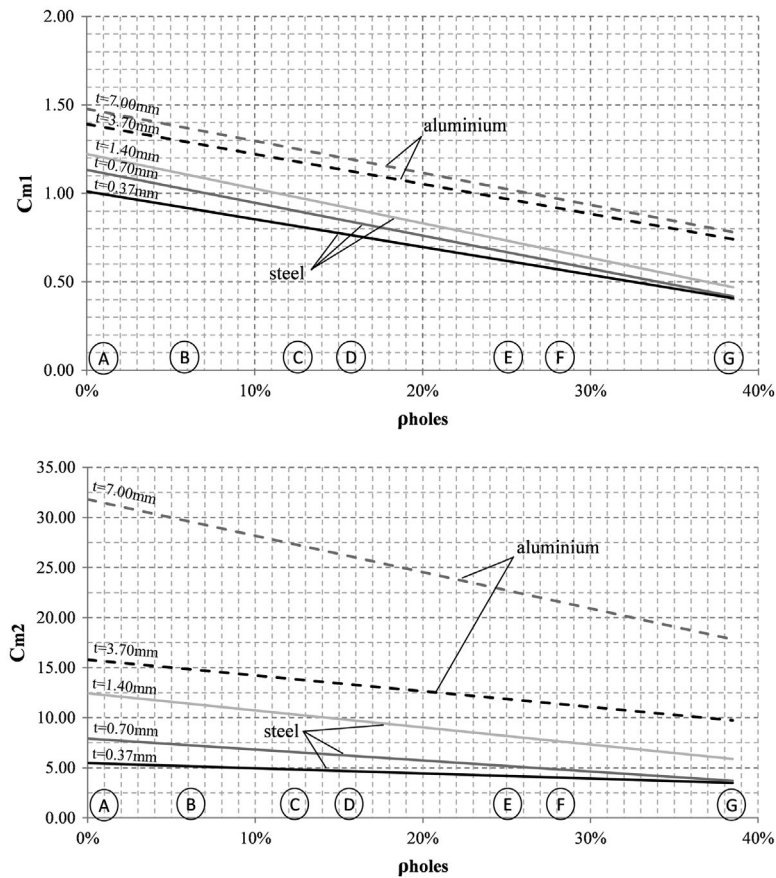 2.00
1.50
1.00
0.50
0.00
Cm1
t=7.00mm
t=3.70mm
t=1.40mm
t=0.70mm
t=0.37mm
aluminium
steel
A B C D E F G
0% 10% 20% 30% 40%
ρholes
35.00
30.00
25.00
20.00
15.00
10.00
5.00
0.00
Cm2
t=7.00mm
t=3.70mm
t=1.40mm
t=0.70mm
t=0.37mm
aluminium
steel
A B C D E F G
0% 10% 20% 30% 40%
ρholes